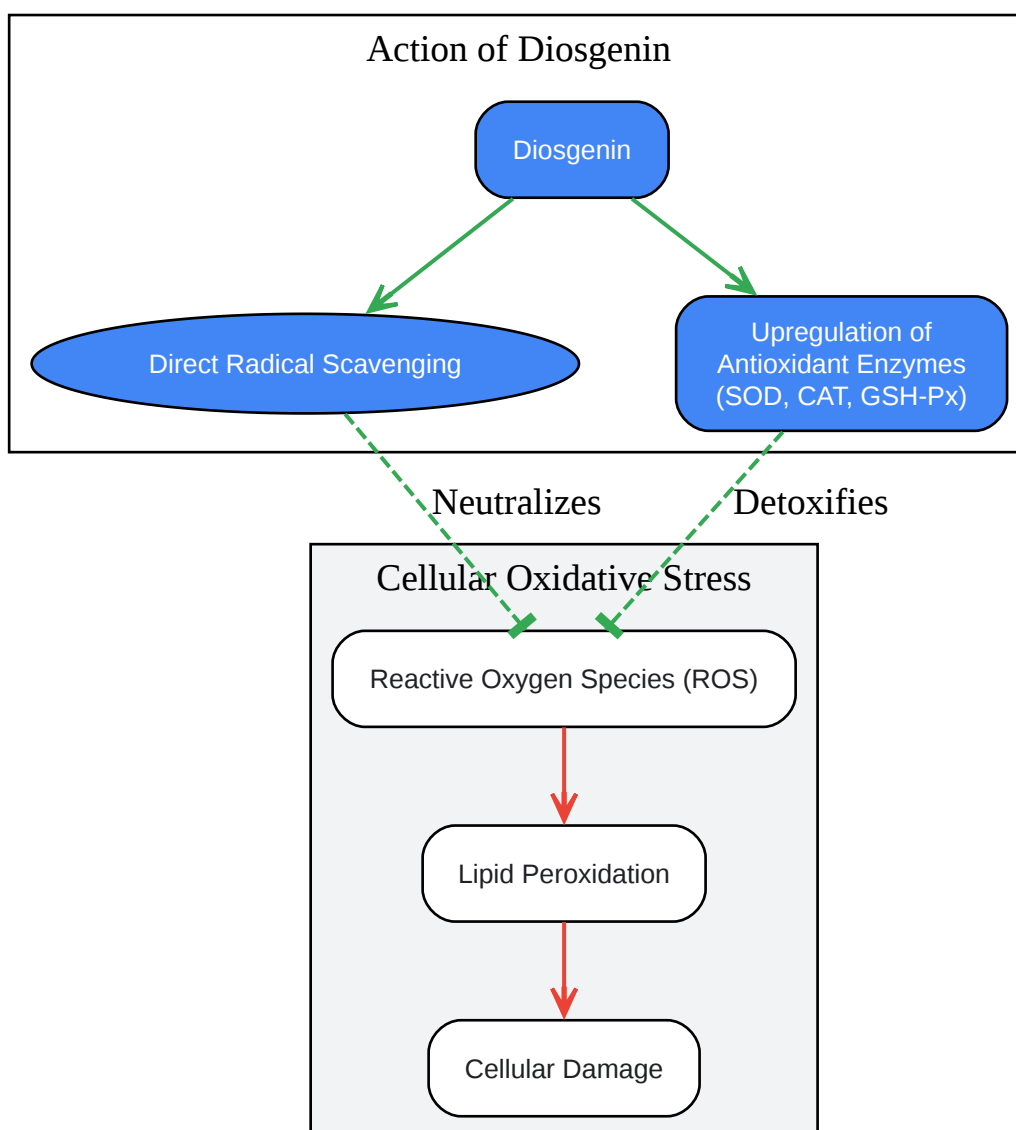 Action of Diosgenin
Diosgenin
Direct Radical Scavenging
Upregulation of
Antioxidant Enzymes
(SOD, CAT, GSH-Px)
Neutralizes
Detoxifies
Cellular Oxidative Stress
Reactive Oxygen Species (ROS)
Lipid Peroxidation
Cellular Damage